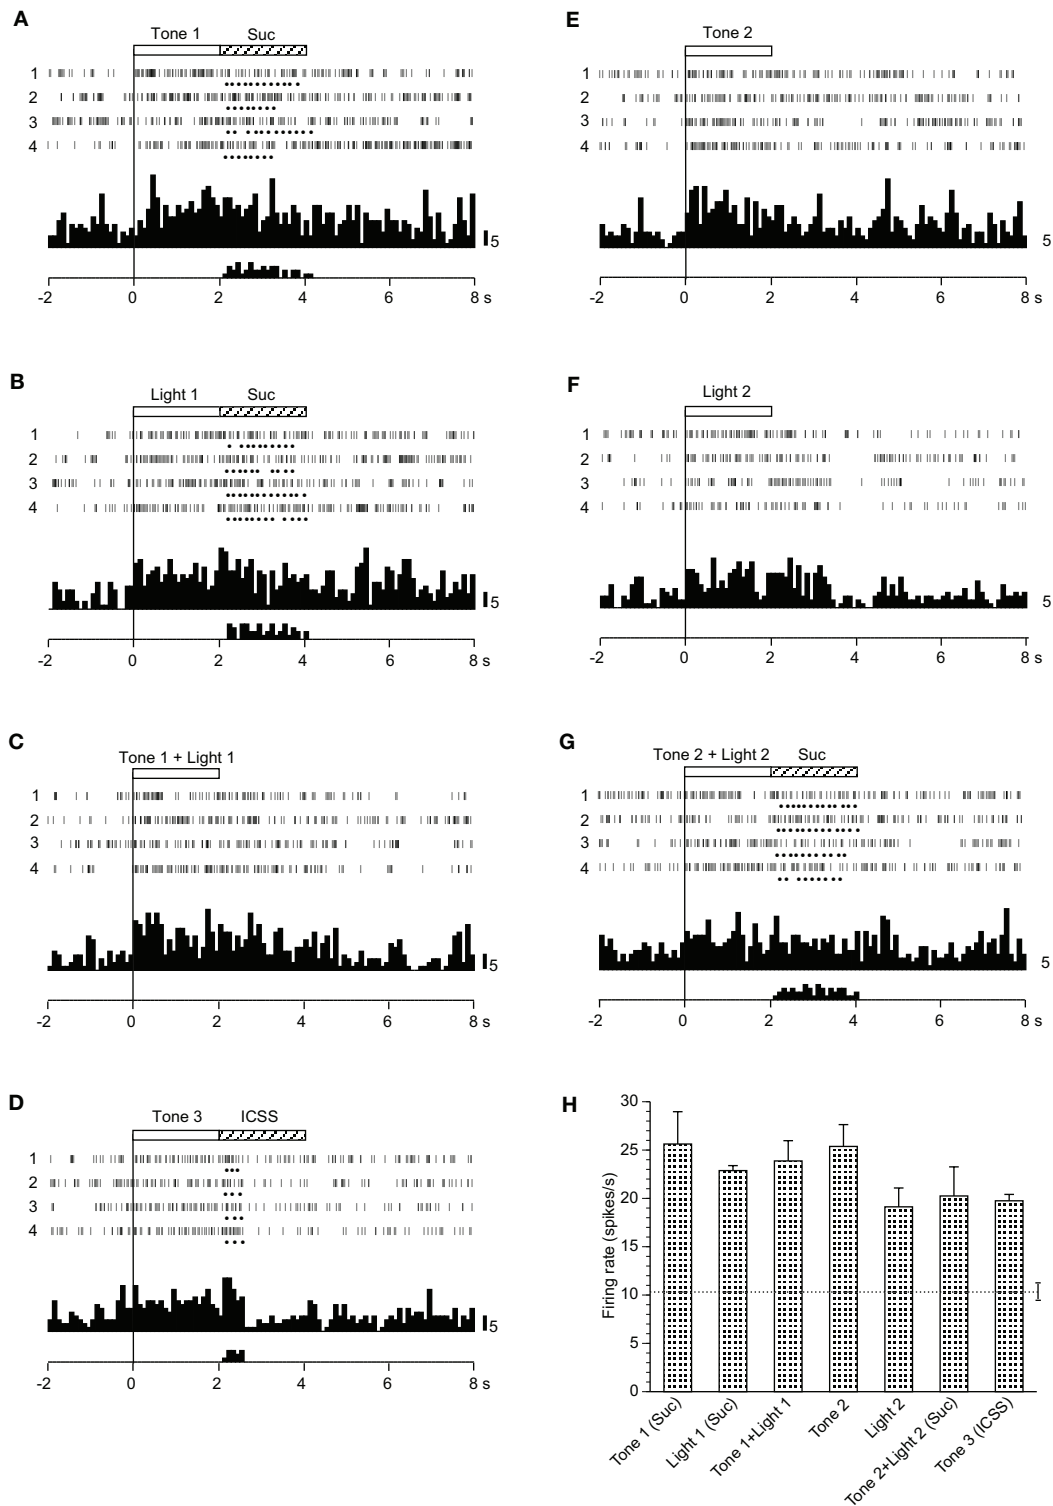 A
Tone 1 Suc
1
2
3
4
5
-2 0 2 4 6 8 s
B
Light 1 Suc
1
2
3
4
5
-2 0 2 4 6 8 s
C
Tone 1 + Light 1
1
2
3
4
5
-2 0 2 4 6 8 s
D
Tone 3 ICSS
1
2
3
4
5
-2 0 2 4 6 8 s
E
Tone 2
1
2
3
4
5
-2 0 2 4 6 8 s
F
Light 2
1
2
3
4
5
-2 0 2 4 6 8 s
G
Tone 2 + Light 2 Suc
1
2
3
4
5
-2 0 2 4 6 8 s
H
Firing rate (spikes/s)
30
25
20
15
10
5
0
Tone 1 (Suc)
Light 1 (Suc)
Tone 1+Light 1
Tone 2
Light 2
Tone 2+Light 2 (Suc)
Tone 3 (ICSS)